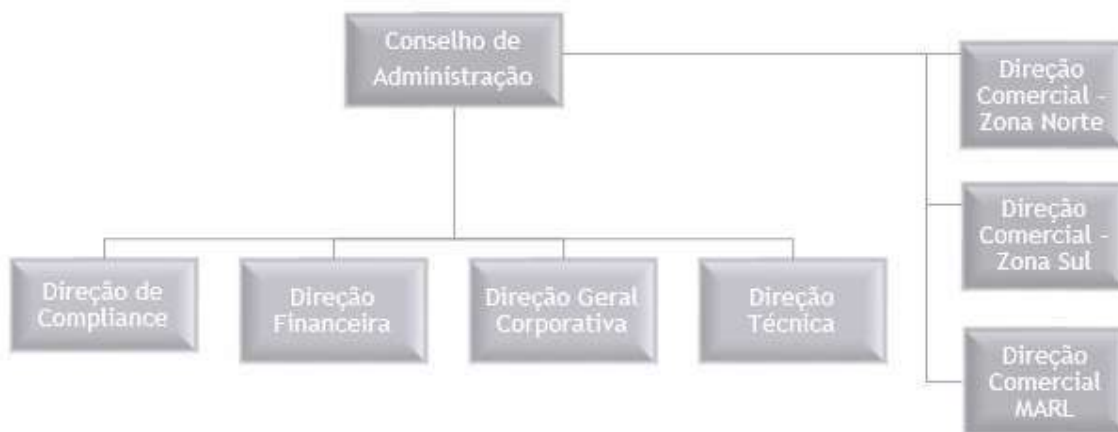 Conselho de
Administração
Direção
Comercial -
Zona Norte
Direção
Comercial -
Zona Sul
Direção de
Compliance
Direção
Financeira
Direção Geral
Corporativa
Direção
Técnica
Direção
Comercial
MARL